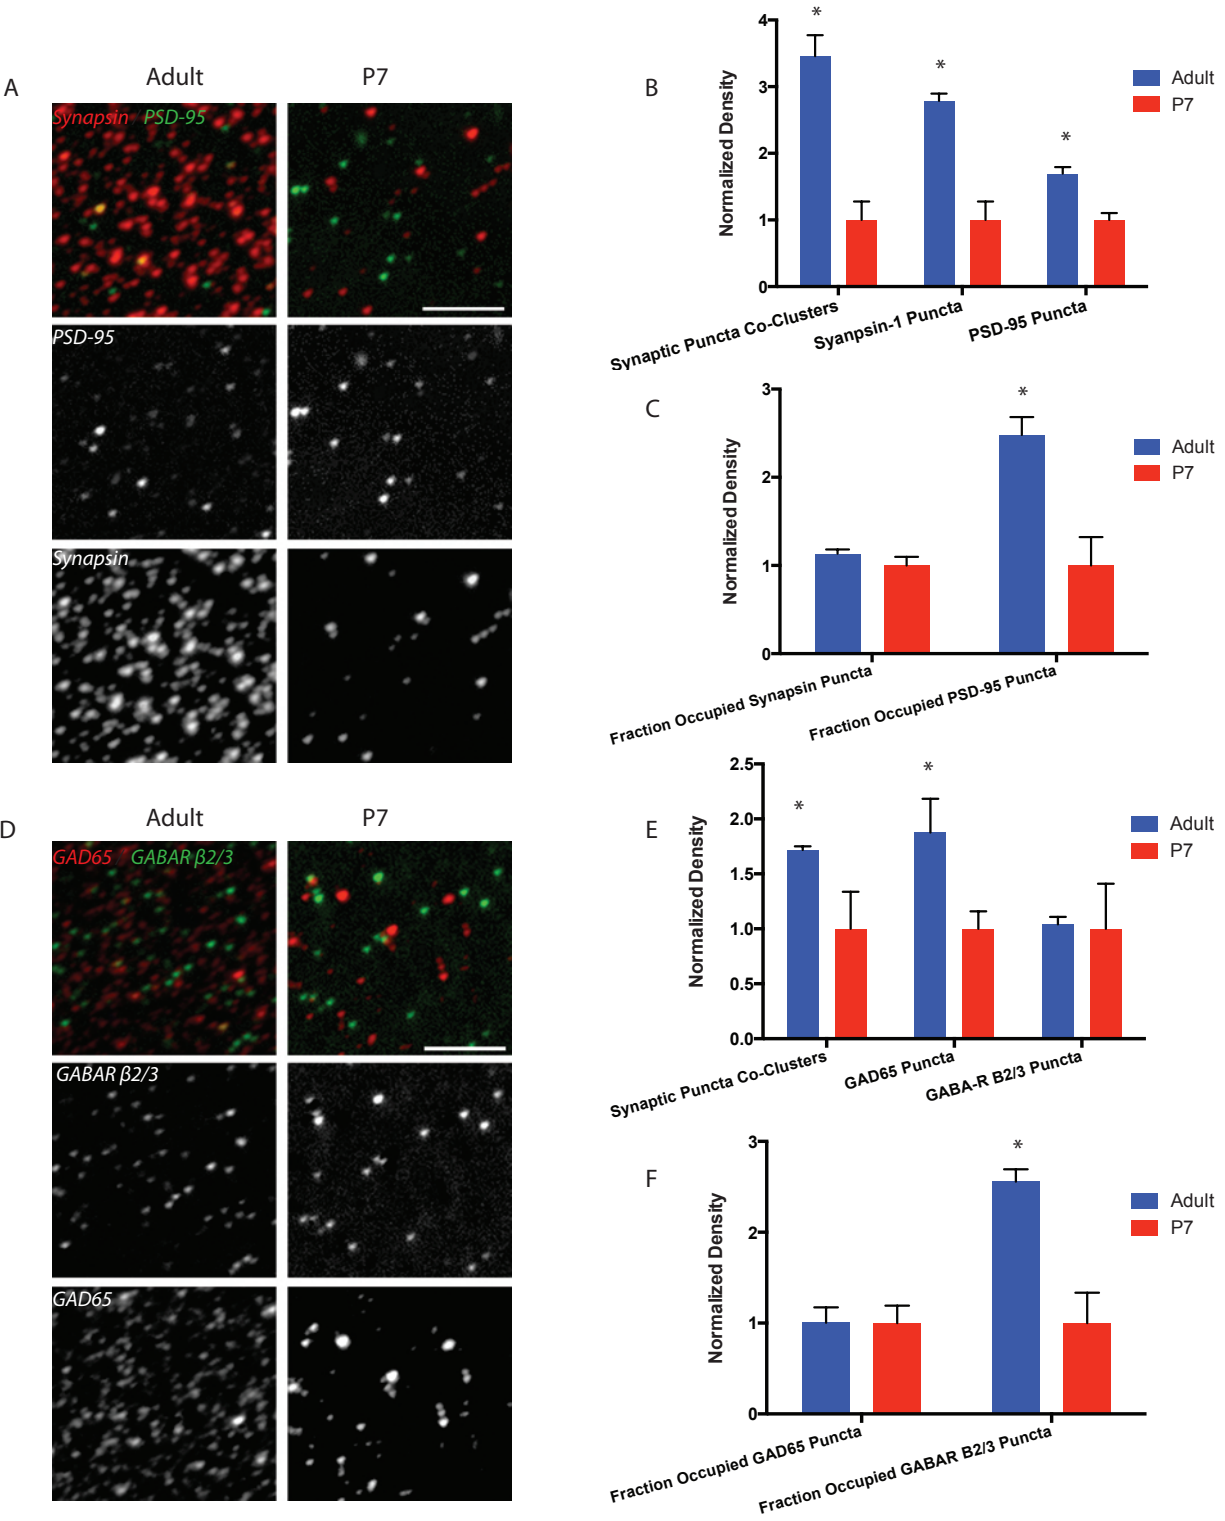 A
Adult
P7
Synapsin PSD-95
PSD-95
Synapsin
B
4
3
2
1
0
Normalized Density
*
*
*
Adult
P7
Synaptic Puncta Co-Clusters
Syanpsin-1 Puncta
PSD-95 Puncta
C
3
2
1
0
Normalized Density
*
Adult
P7
Fraction Occupied Synapsin Puncta
Fraction Occupied PSD-95 Puncta
D
Adult
P7
GAD65 GABAR β2/3
GABAR β2/3
GAD65
E
2.5
2.0
1.5
1.0
0.5
0.0
Normalized Density
*
*
Adult
P7
Synaptic Puncta Co-Clusters
GAD65 Puncta
GABA-R B2/3 Puncta
F
3
2
1
0
Normalized Density
*
Adult
P7
Fraction Occupied GAD65 Puncta
Fraction Occupied GABAR B2/3 Puncta